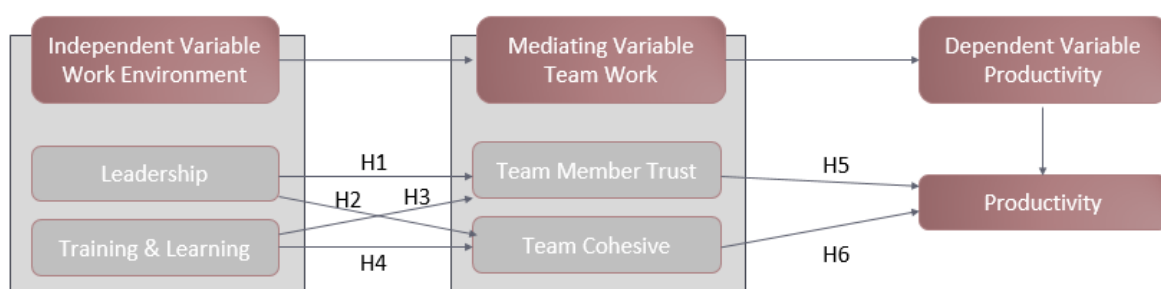 Independent Variable
Work Environment
Mediating Variable
Team Work
Dependent Variable
Productivity
Leadership
H1
Team Member Trust
H5
H2
H3
Productivity
Training & Learning
H4
Team Cohesive
H6